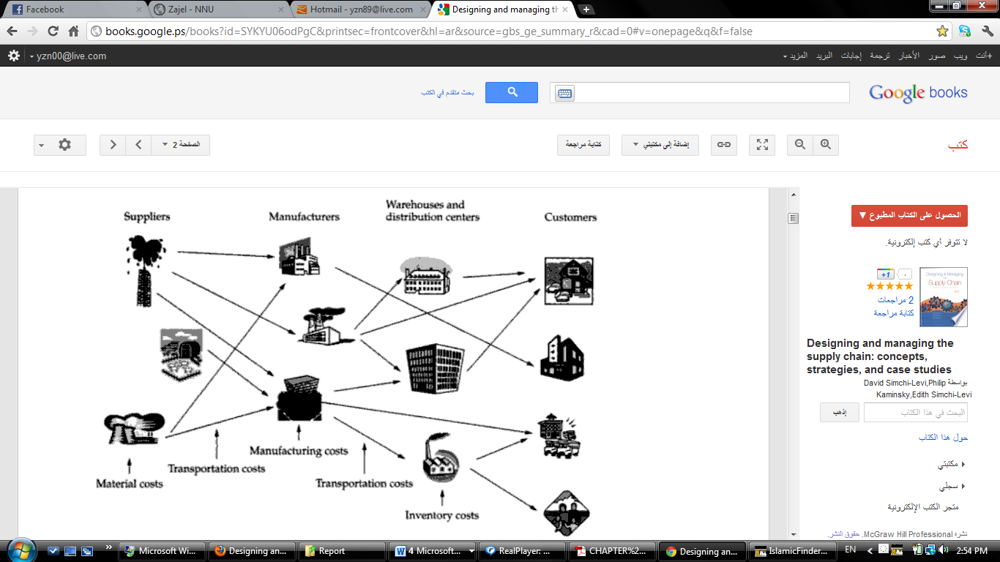 Facebook
Zajel - NNU
Hotmail - yzn89@live.com
Designing and managing th
books.google.ps/books?id=SYKYU06odPgC&printsec=frontcover&hl=ar&source=gbs_ge_summary_r&cad=0#v=onepage&q&f=false
yzn00@live.com
+أنت ويب صور الأخبار ترجمة إجابات البريد المزيد
Google books
بحث متقدم في الكتب
كتب
إضافة إلى مكتبتي
كتابة مراجعة
الصفحة 2
Suppliers
Manufacturers
Warehouses and
distribution centers
Customers
Material costs
Transportation costs
Manufacturing costs
Transportation costs
Inventory costs
الحصول على الكتاب المطبوع ▼
لا تتوفر أي كتب إلكترونية.
+1
Designing & Managing
Supply Chain
2 مراجعات
كتابة مراجعة
Designing and managing the
supply chain: concepts,
strategies, and case studies
بواسطة David Simchi-Levi,Philip
Kaminsky,Edith Simchi-Levi
البحث في هذا الكتاب
إذهب
حول هذا الكتاب
مكتبتي
سجلي
متجر الكتب الإلكترونية
نشره McGraw Hill Professional. حقوق النشر.
Microsoft Wi...
Designing an...
Report
4 Microsoft...
RealPlayer: ...
CHAPTER%2...
Designing an...
IslamicFinder...
EN
2:54 PM